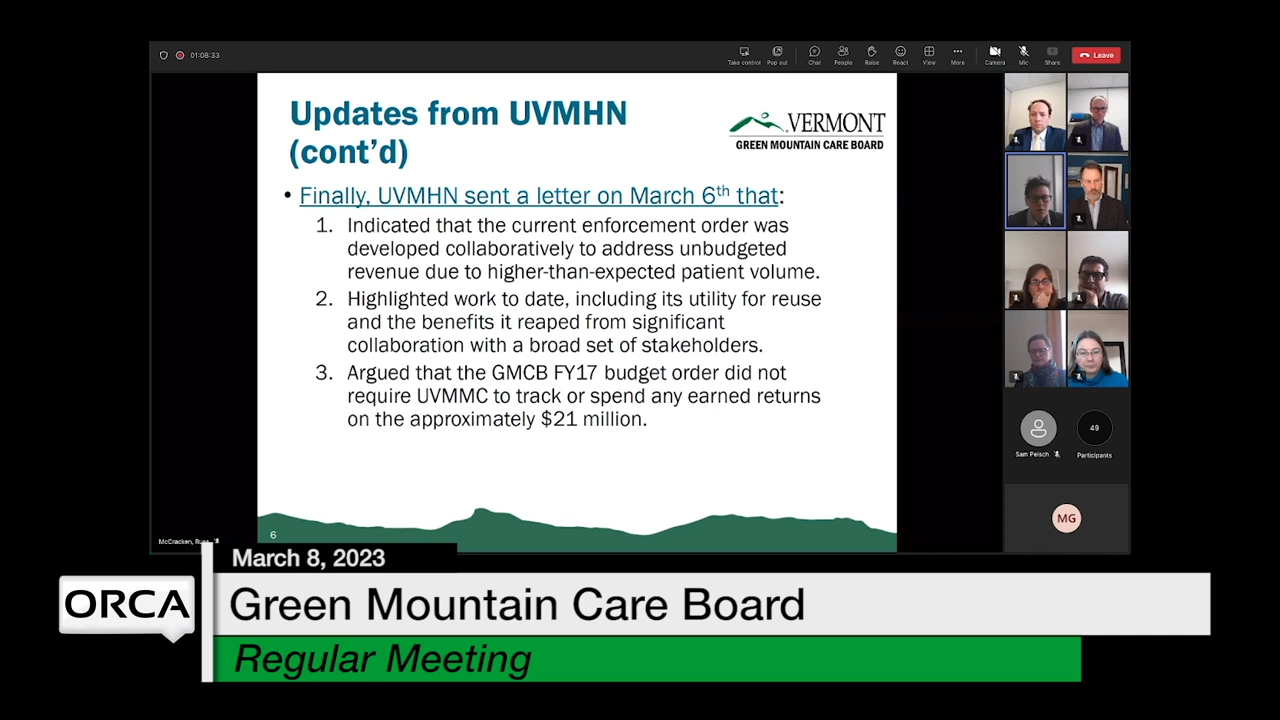 01:08:33
Take control
Pop out
Chat
People
Raise
React
View
More
Camera
Mic
Share
Leave
Updates from UVMHN
(cont'd)
VERMONT
GREEN MOUNTAIN CARE BOARD
• Finally, UVMHN sent a letter on March 6th that:
1. Indicated that the current enforcement order was
developed collaboratively to address unbudgeted
revenue due to higher-than-expected patient volume.
2. Highlighted work to date, including its utility for reuse
and the benefits it reaped from significant
collaboration with a broad set of stakeholders.
3. Argued that the GMCB FY17 budget order did not
require UVMMC to track or spend any earned returns
on the approximately $21 million.
6
49
Sam Peisch
Participants
MG
McCracken,
March 8, 2023
ORCA
Green Mountain Care Board
Regular Meeting